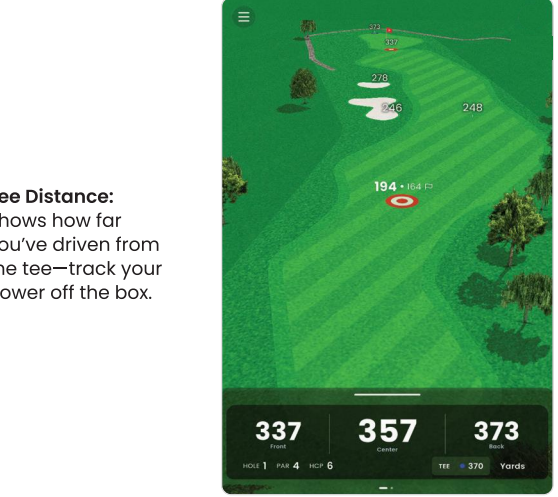 ee Distance:
hows how far
ou've driven from
he tee—track your
ower off the box.
373
337
278
246
248
194 • 164
337
Front
357
Center
373
Back
HOLE 1 PAR 4 HCP 6
TEE 370 Yards